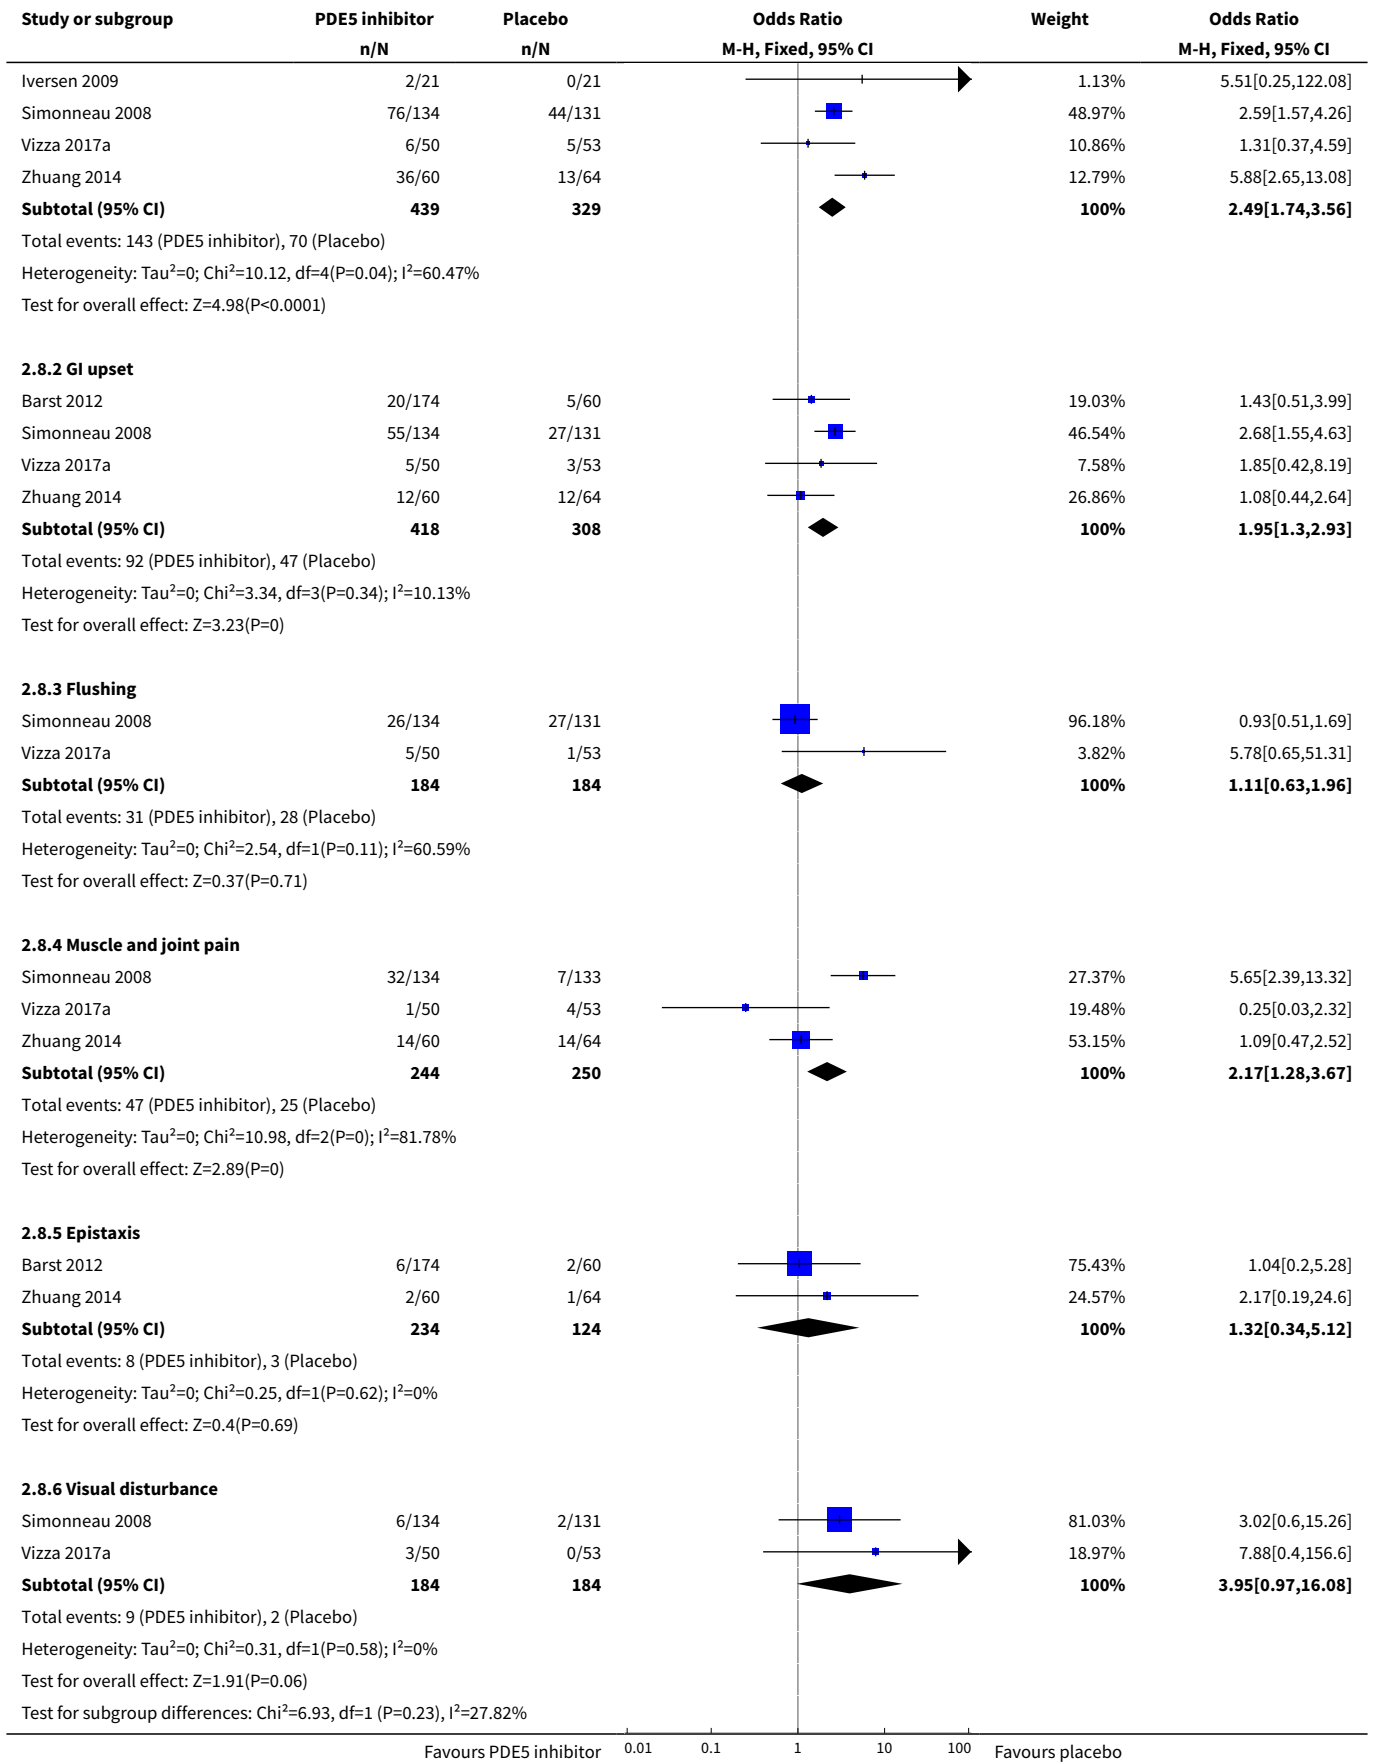 Study or subgroup PDE5 inhibitor Placebo Odds Ratio Weight Odds Ratio
n/N n/N M-H, Fixed, 95% CI M-H, Fixed, 95% CI
Iversen 2009 2/21 0/21 1.13% 5.51[0.25,122.08]
Simonneau 2008 76/134 44/131 48.97% 2.59[1.57,4.26]
Vizza 2017a 6/50 5/53 10.86% 1.31[0.37,4.59]
Zhuang 2014 36/60 13/64 12.79% 5.88[2.65,13.08]
Subtotal (95% CI) 439 329 100% 2.49[1.74,3.56]
Total events: 143 (PDE5 inhibitor), 70 (Placebo)
Heterogeneity: Tau²=0; Chi²=10.12, df=4(P=0.04); I²=60.47%
Test for overall effect: Z=4.98(P<0.0001)
2.8.2 GI upset
Barst 2012 20/174 5/60 19.03% 1.43[0.51,3.99]
Simonneau 2008 55/134 27/131 46.54% 2.68[1.55,4.63]
Vizza 2017a 5/50 3/53 7.58% 1.85[0.42,8.19]
Zhuang 2014 12/60 12/64 26.86% 1.08[0.44,2.64]
Subtotal (95% CI) 418 308 100% 1.95[1.3,2.93]
Total events: 92 (PDE5 inhibitor), 47 (Placebo)
Heterogeneity: Tau²=0; Chi²=3.34, df=3(P=0.34); I²=10.13%
Test for overall effect: Z=3.23(P=0)
2.8.3 Flushing
Simonneau 2008 26/134 27/131 96.18% 0.93[0.51,1.69]
Vizza 2017a 5/50 1/53 3.82% 5.78[0.65,51.31]
Subtotal (95% CI) 184 184 100% 1.11[0.63,1.96]
Total events: 31 (PDE5 inhibitor), 28 (Placebo)
Heterogeneity: Tau²=0; Chi²=2.54, df=1(P=0.11); I²=60.59%
Test for overall effect: Z=0.37(P=0.71)
2.8.4 Muscle and joint pain
Simonneau 2008 32/134 7/133 27.37% 5.65[2.39,13.32]
Vizza 2017a 1/50 4/53 19.48% 0.25[0.03,2.32]
Zhuang 2014 14/60 14/64 53.15% 1.09[0.47,2.52]
Subtotal (95% CI) 244 250 100% 2.17[1.28,3.67]
Total events: 47 (PDE5 inhibitor), 25 (Placebo)
Heterogeneity: Tau²=0; Chi²=10.98, df=2(P=0); I²=81.78%
Test for overall effect: Z=2.89(P=0)
2.8.5 Epistaxis
Barst 2012 6/174 2/60 75.43% 1.04[0.2,5.28]
Zhuang 2014 2/60 1/64 24.57% 2.17[0.19,24.6]
Subtotal (95% CI) 234 124 100% 1.32[0.34,5.12]
Total events: 8 (PDE5 inhibitor), 3 (Placebo)
Heterogeneity: Tau²=0; Chi²=0.25, df=1(P=0.62); I²=0%
Test for overall effect: Z=0.4(P=0.69)
2.8.6 Visual disturbance
Simonneau 2008 6/134 2/131 81.03% 3.02[0.6,15.26]
Vizza 2017a 3/50 0/53 18.97% 7.88[0.4,156.6]
Subtotal (95% CI) 184 184 100% 3.95[0.97,16.08]
Total events: 9 (PDE5 inhibitor), 2 (Placebo)
Heterogeneity: Tau²=0; Chi²=0.31, df=1(P=0.58); I²=0%
Test for overall effect: Z=1.91(P=0.06)
Test for subgroup differences: Chi²=6.93, df=1 (P=0.23), I²=27.82%
Favours PDE5 inhibitor 0.01 0.1 1 10 100 Favours placebo